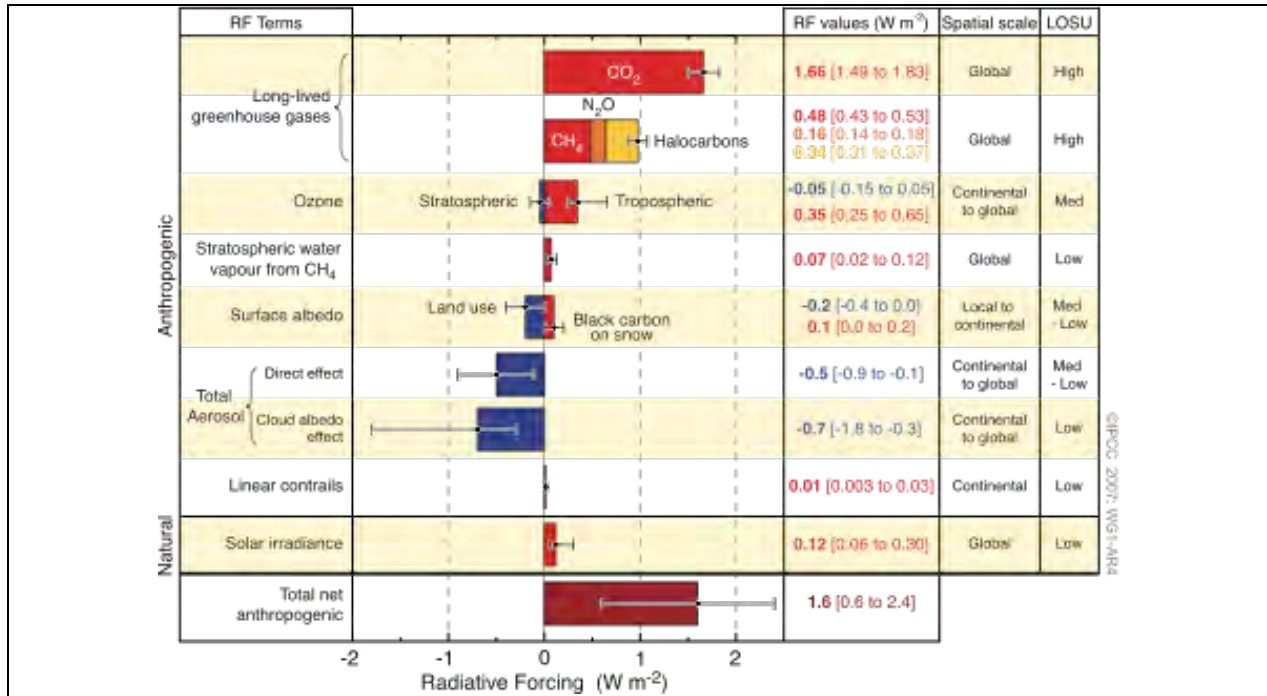 RF Terms
RF values (W m-2)
Spatial scale
LOSU
Anthropogenic
Long-lived
greenhouse gases
CO2
1.66 [1.49 to 1.83]
Global
High
N2O
CH4
Halocarbons
0.48 [0.43 to 0.53]
0.16 [0.14 to 0.18]
0.34 [0.31 to 0.37]
Global
High
Ozone
Stratospheric
Tropospheric
-0.05 [-0.15 to 0.05]
0.35 [0.25 to 0.65]
Continental
to global
Med
Stratospheric water
vapour from CH4
0.07 [0.02 to 0.12]
Global
Low
Surface albedo
Land use
Black carbon
on snow
-0.2 [-0.4 to 0.0]
0.1 [0.0 to 0.2]
Local to
continental
Med
- Low
Total
Aerosol
Direct effect
-0.5 [-0.9 to -0.1]
Continental
to global
Med
- Low
Cloud albedo
effect
-0.7 [-1.8 to -0.3]
Continental
to global
Low
Linear contrails
0.01 [0.003 to 0.03]
Continental
Low
Natural
Solar irradiance
0.12 [0.06 to 0.30]
Global
Low
Total net
anthropogenic
1.6 [0.6 to 2.4]
-2 -1 0 1 2
Radiative Forcing (W m-2)
©IPCC 2007: WG1-AR4